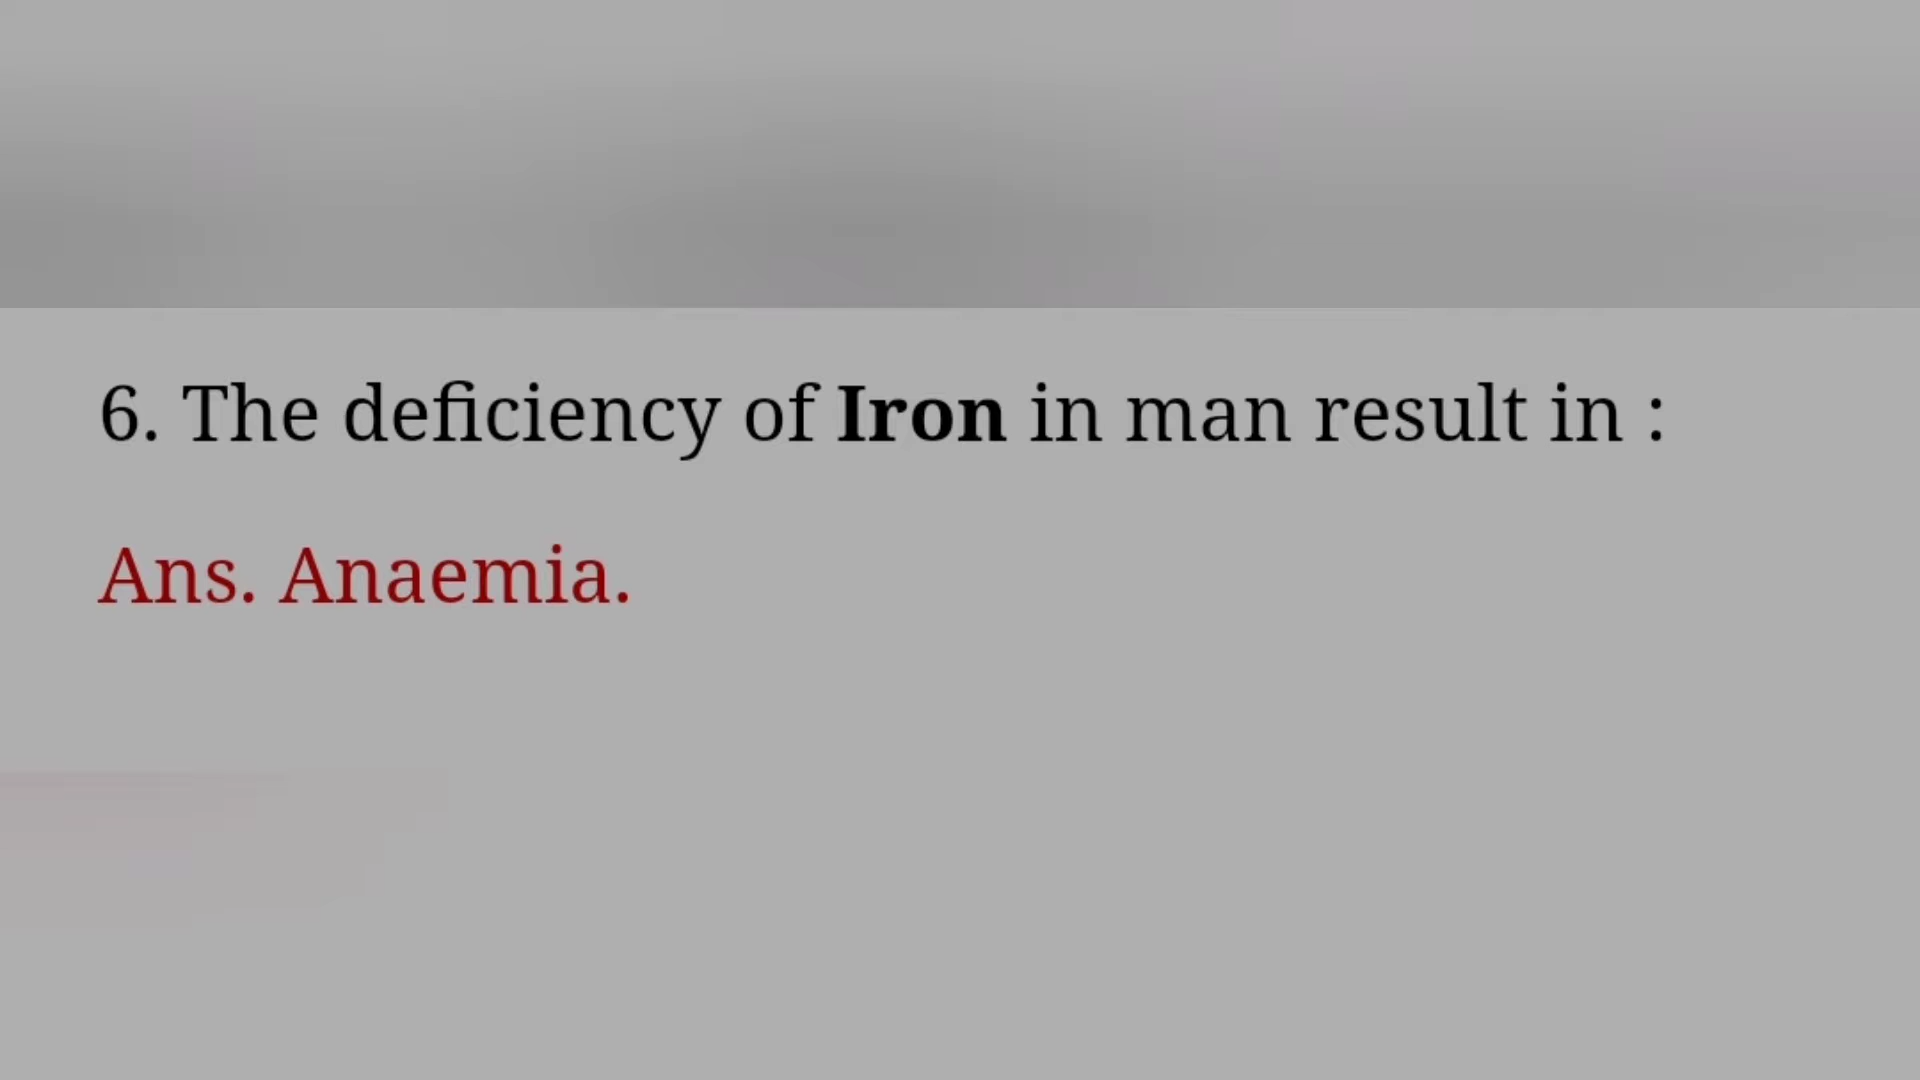 6. The deficiency of Iron in man result in :
Ans. Anaemia.